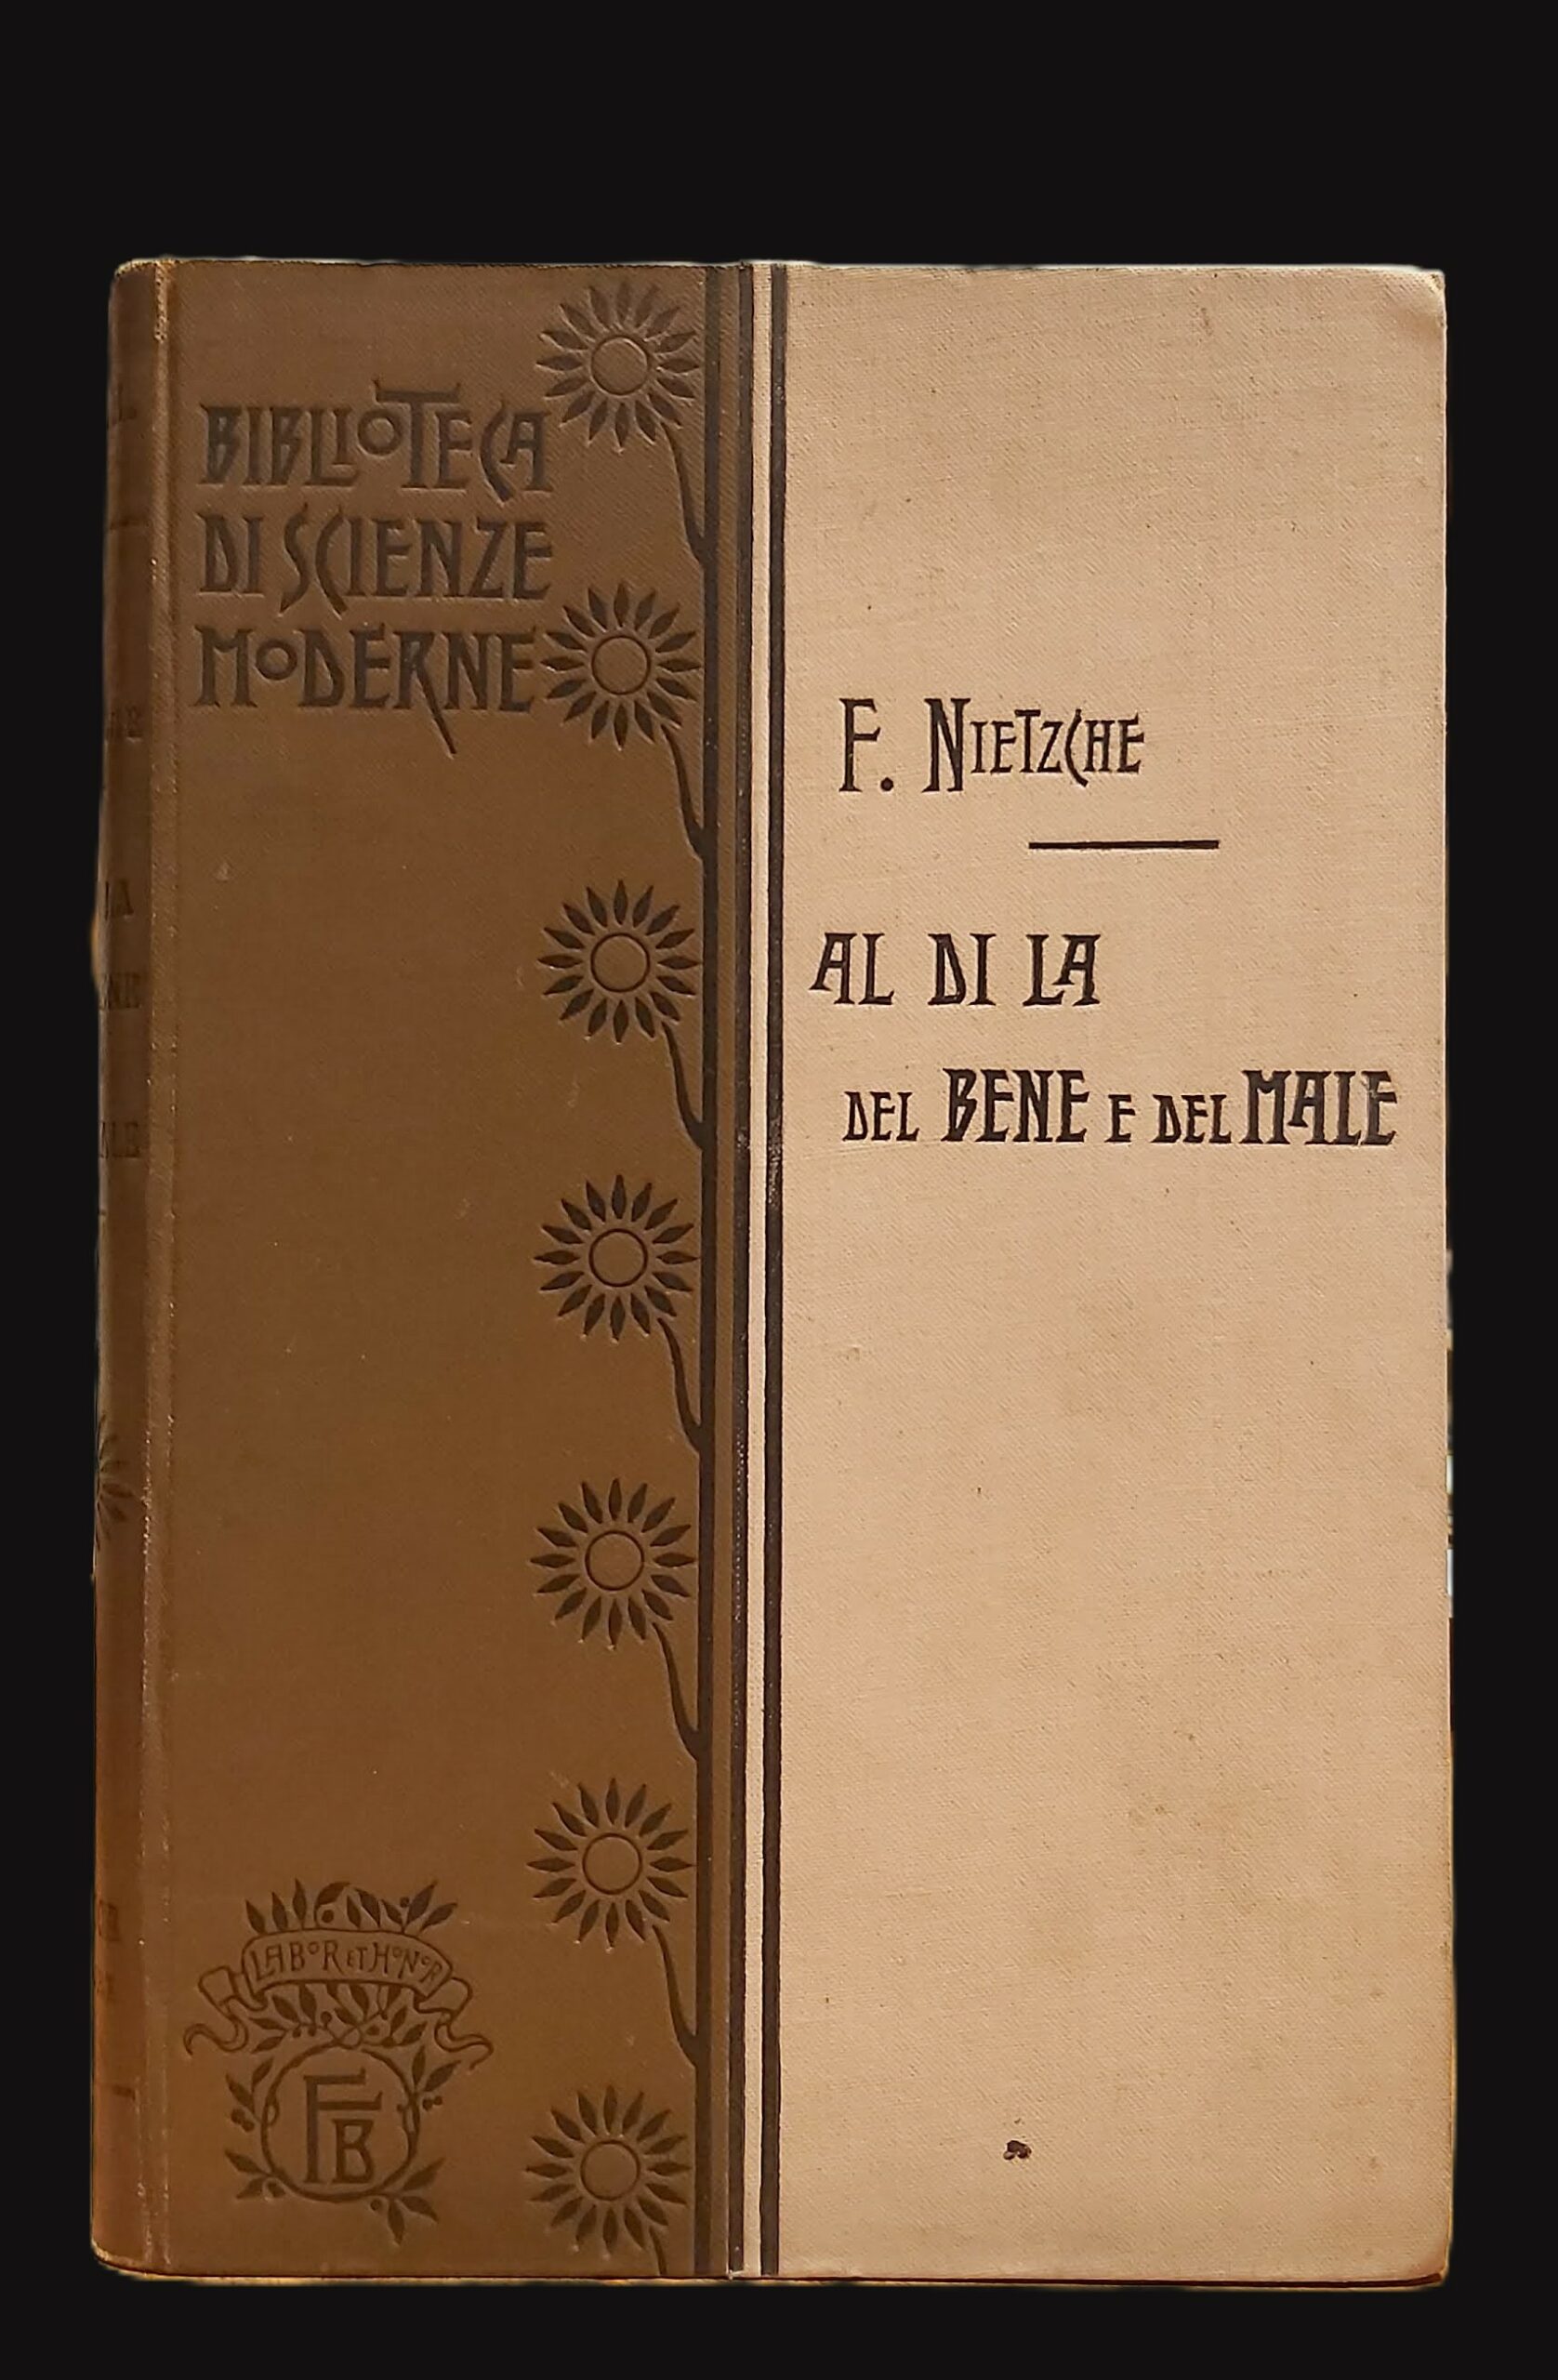 BIBLIOTECA
DI SCIENZE
MODERNE
F. NIETZCHE
AL DI LA
DEL BENE E DEL MALE
LABOR ET HONOR
FB